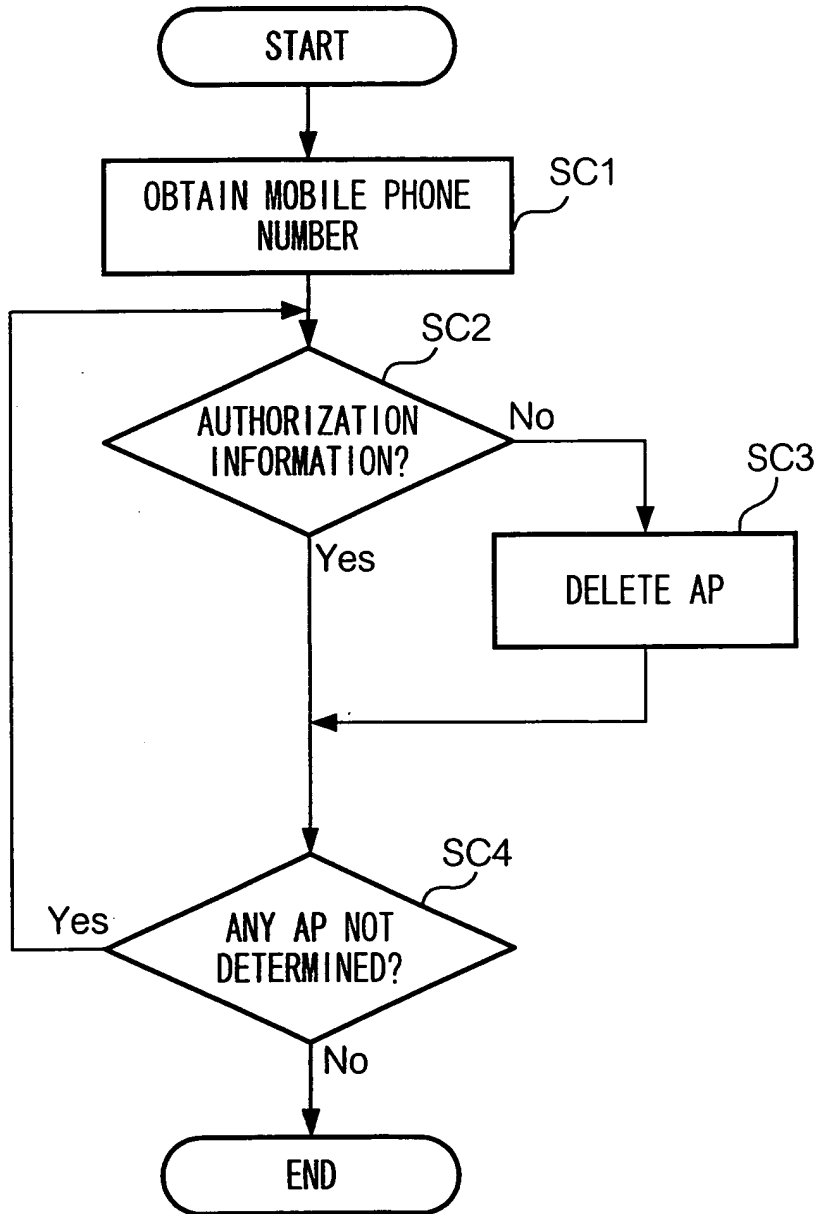 START
OBTAIN MOBILE PHONE
NUMBER
SC1
SC2
AUTHORIZATION
INFORMATION?
No
SC3
Yes
DELETE AP
SC4
Yes
ANY AP NOT
DETERMINED?
No
END